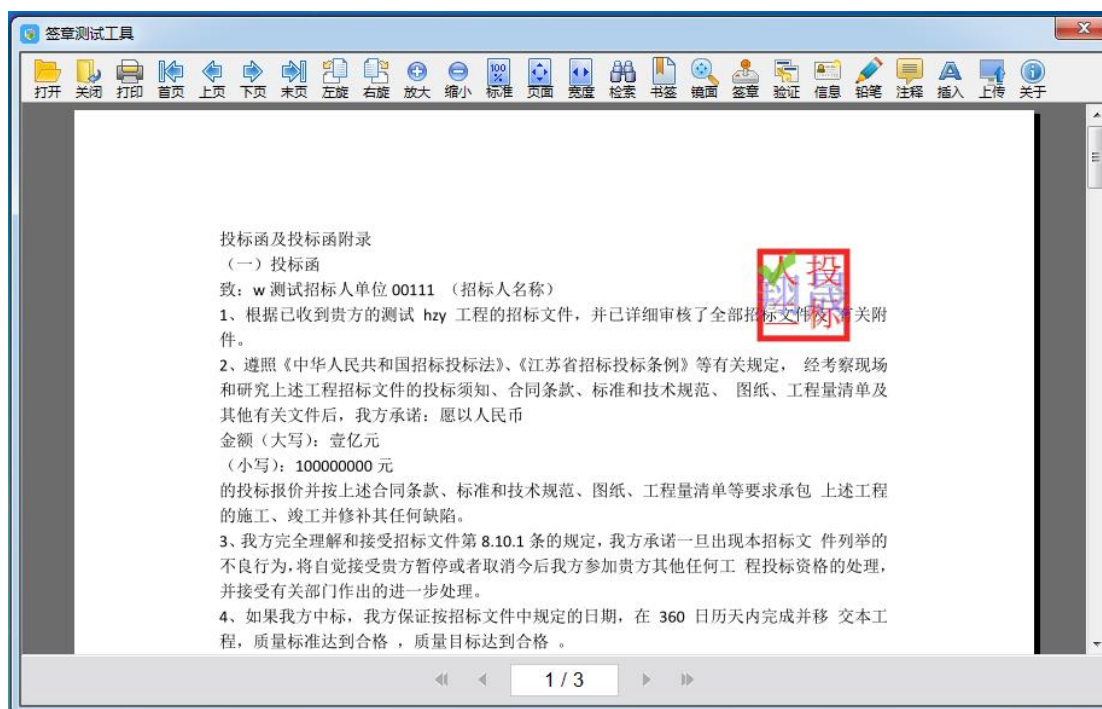 签章测试工具
打开 关闭 打印 首页 上页 下页 末页 左旋 右旋 放大 缩小 标准 页面 宽度 检索 书签 镜面 签章 验证 信息 铅笔 注释 插入 上传 关于
投标函及投标函附录
（一）投标函
致：w 测试招标人单位 00111 （招标人名称）
1、根据已收到贵方的测试 hzy 工程的招标文件，并已详细审核了全部招标文件及有关附
件。
2、遵照《中华人民共和国招标投标法》、《江苏省招标投标条例》等有关规定， 经考察现场
和研究上述工程招标文件的投标须知、合同条款、标准和技术规范、 图纸、工程量清单及
其他有关文件后，我方承诺：愿以人民币
金额（大写）：壹亿元
（小写）：100000000 元
的投标报价并按上述合同条款、标准和技术规范、图纸、工程量清单等要求承包 上述工程
的施工、竣工并修补其任何缺陷。
3、我方完全理解和接受招标文件第 8.10.1 条的规定，我方承诺一旦出现本招标文 件列举的
不良行为，将自觉接受贵方暂停或者取消今后我方参加贵方其他任何工 程投标资格的处理，
并接受有关部门作出的进一步处理。
4、如果我方中标，我方保证按招标文件中规定的日期，在 360 日历天内完成并移 交本工
程，质量标准达到合格 ，质量目标达到合格 。
投标人二
1 / 3